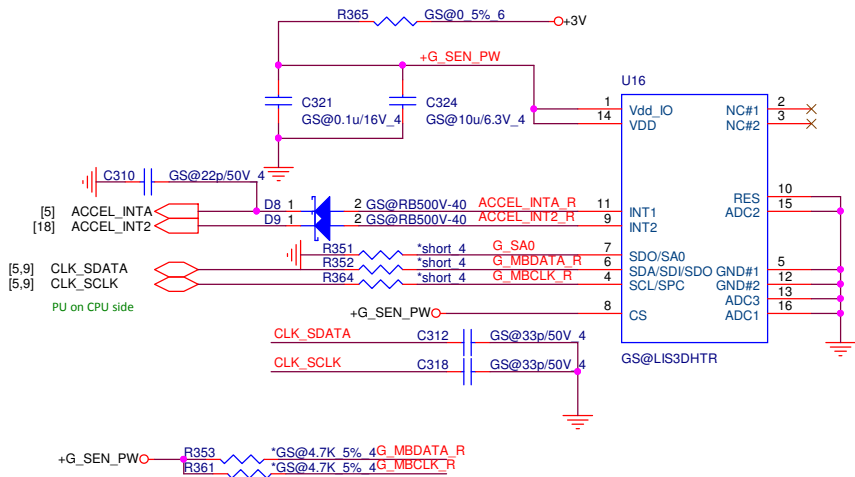 R365 GS@0_5%_6 +3V
+G_SEN_PW
U16
C321 C324
GS@0.1u/16V_4 GS@10u/6.3V_4
1 Vdd_IO NC#1 2
14 VDD NC#2 3
C310 GS@22p/50V_4
RES 10
ADC2 15
[5] ACCEL_INTA D8 1 2 GS@RB500V-40 ACCEL_INTA_R 11 INT1
[18] ACCEL_INT2 D9 1 2 GS@RB500V-40 ACCEL_INT2_R 9 INT2
R351 *short_4 G_SA0 7 SDO/SA0
[5,9] CLK_SDATA R352 *short_4 G_MBDATA_R 6 SDA/SDI/SDO GND#1 5
[5,9] CLK_SCLK R364 *short_4 G_MBCLK_R 4 SCL/SPC GND#2 12
ADC3 13
PU on CPU side
+G_SEN_PW 8 CS ADC1 16
CLK_SDATA C312 GS@33p/50V_4
GS@LIS3DHTR
CLK_SCLK C318 GS@33p/50V_4
+G_SEN_PW R353 *GS@4.7K_5%_4 G_MBDATA_R
R361 *GS@4.7K_5%_4 G_MBCLK_R